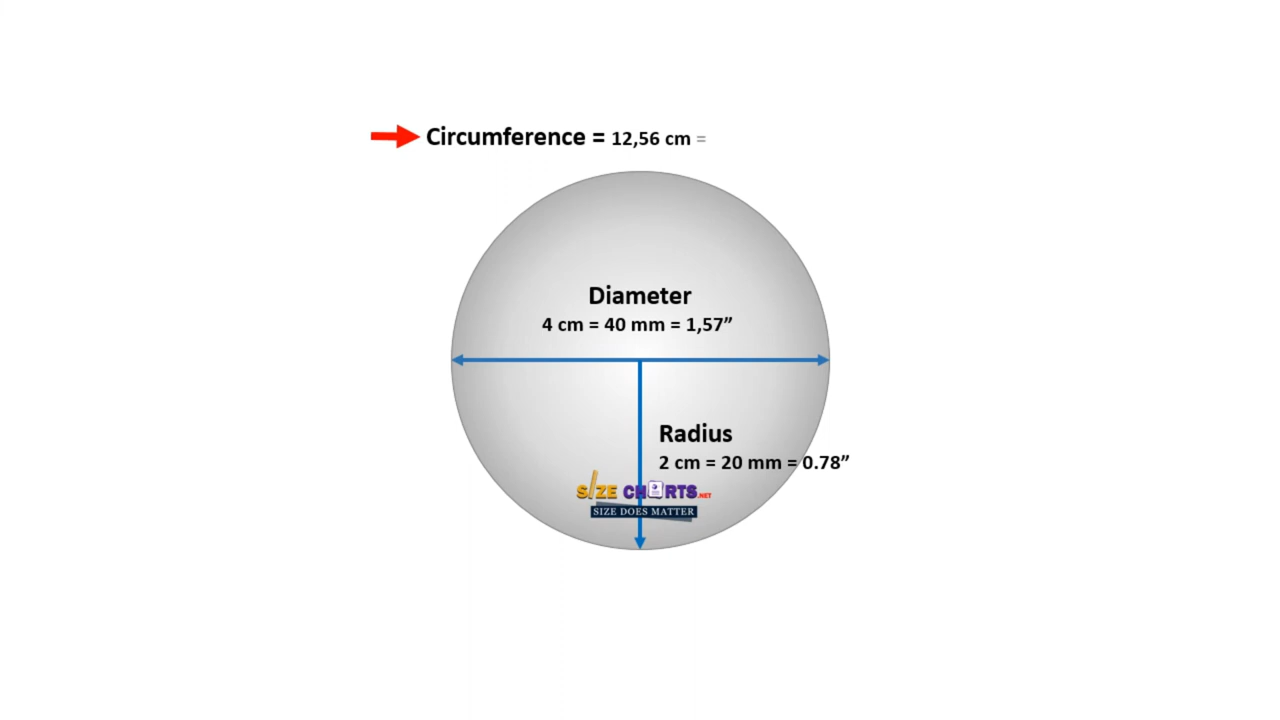 Circumference = 12,56 cm =
Diameter
4 cm = 40 mm = 1,57”
Radius
2 cm = 20 mm = 0.78”
SIZE CHARTS.NET
SIZE DOES MATTER